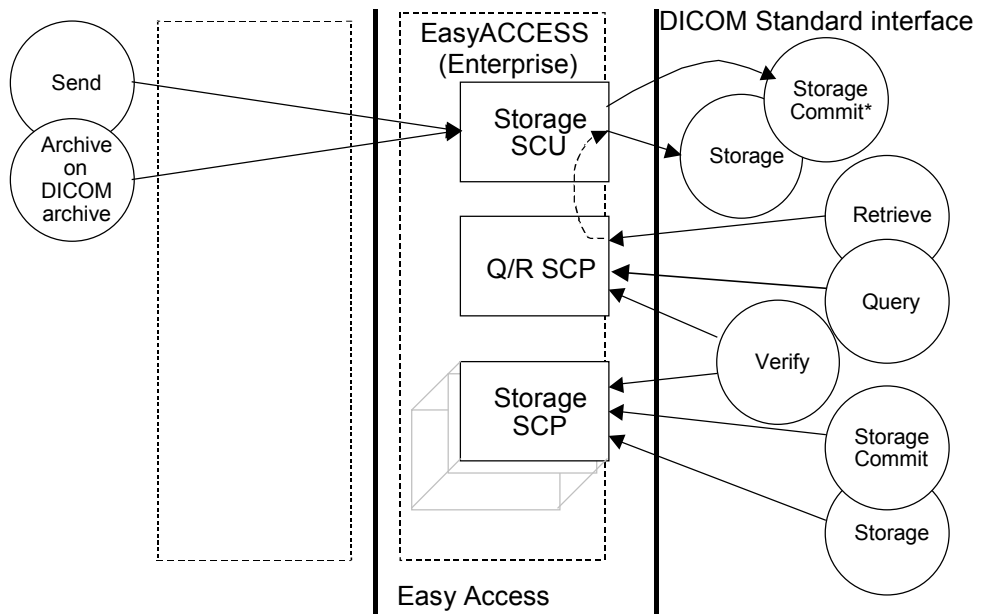 DICOM Standard interface
EasyACCESS
(Enterprise)
Send
Archive
on
DICOM
archive
Storage
SCU
Storage
Commit*
Storage
Retrieve
Q/R SCP
Query
Verify
Storage
SCP
Storage
Commit
Storage
Easy Access